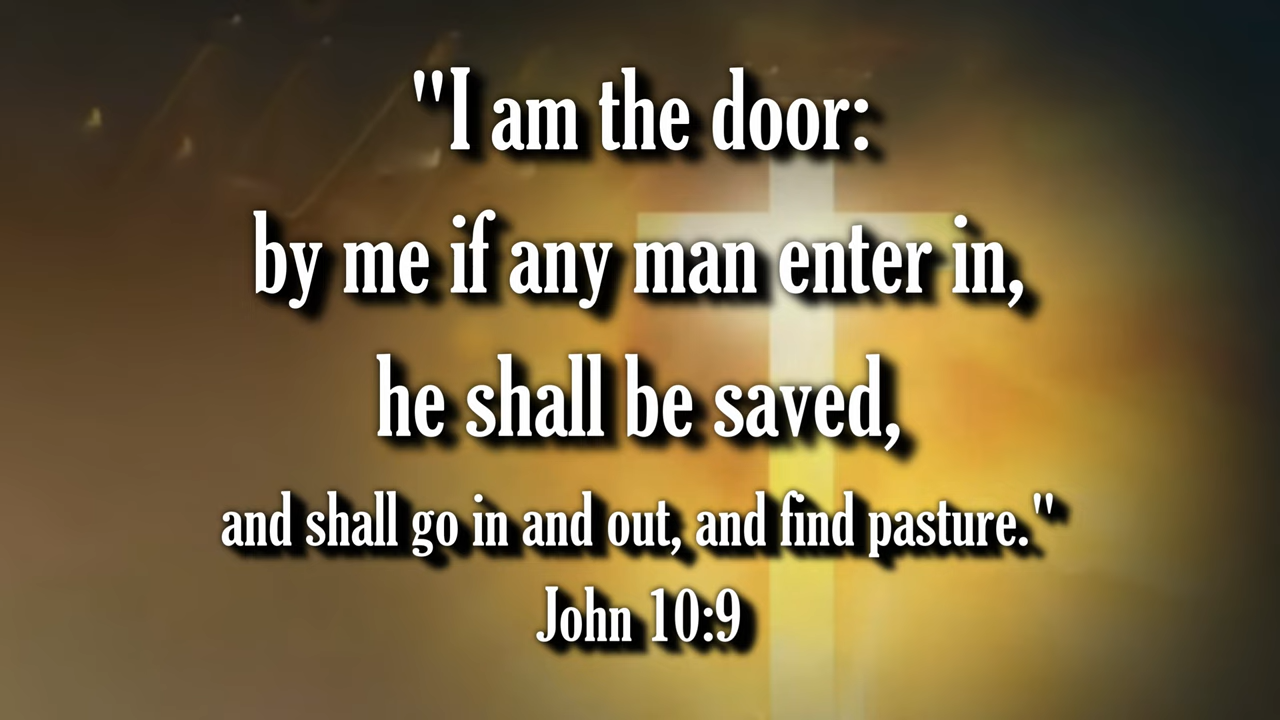 "I am the door:
by me if any man enter in,
he shall be saved,
and shall go in and out, and find pasture."
John 10:9